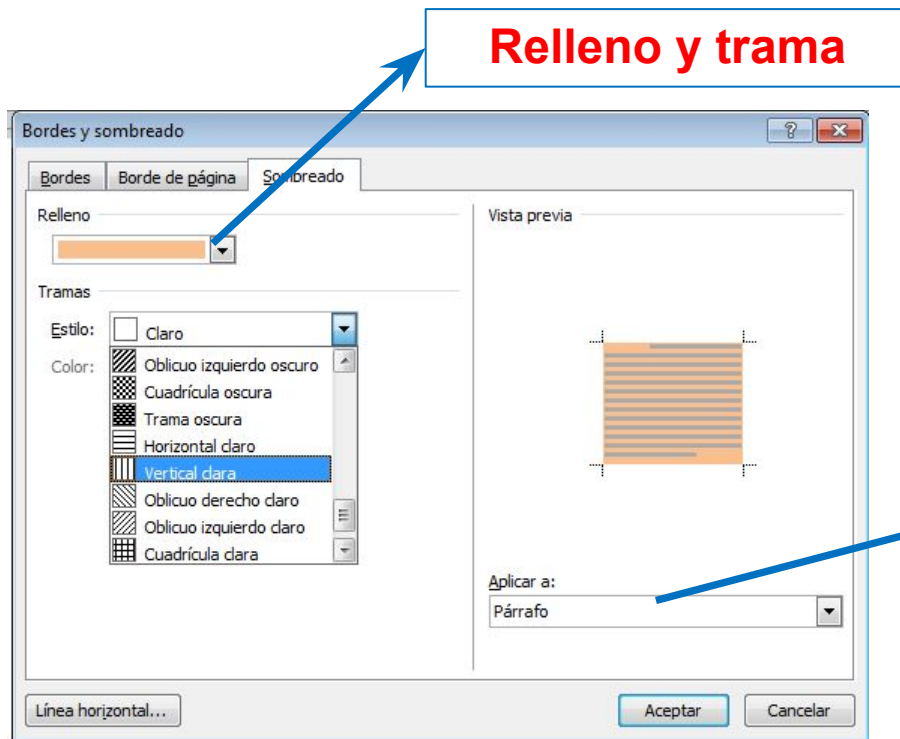 Relleno y trama
Bordes y sombreado
Bordes Borde de página Sombreado
Relleno
Vista previa
Tramas
Estilo: Claro
Color:
Oblicuo izquierdo oscuro
Cuadrícula oscura
Trama oscura
Horizontal claro
Vertical clara
Oblicuo derecho claro
Oblicuo izquierdo claro
Cuadrícula clara
Aplicar a:
Párrafo
Línea horizontal...
Aceptar Cancelar